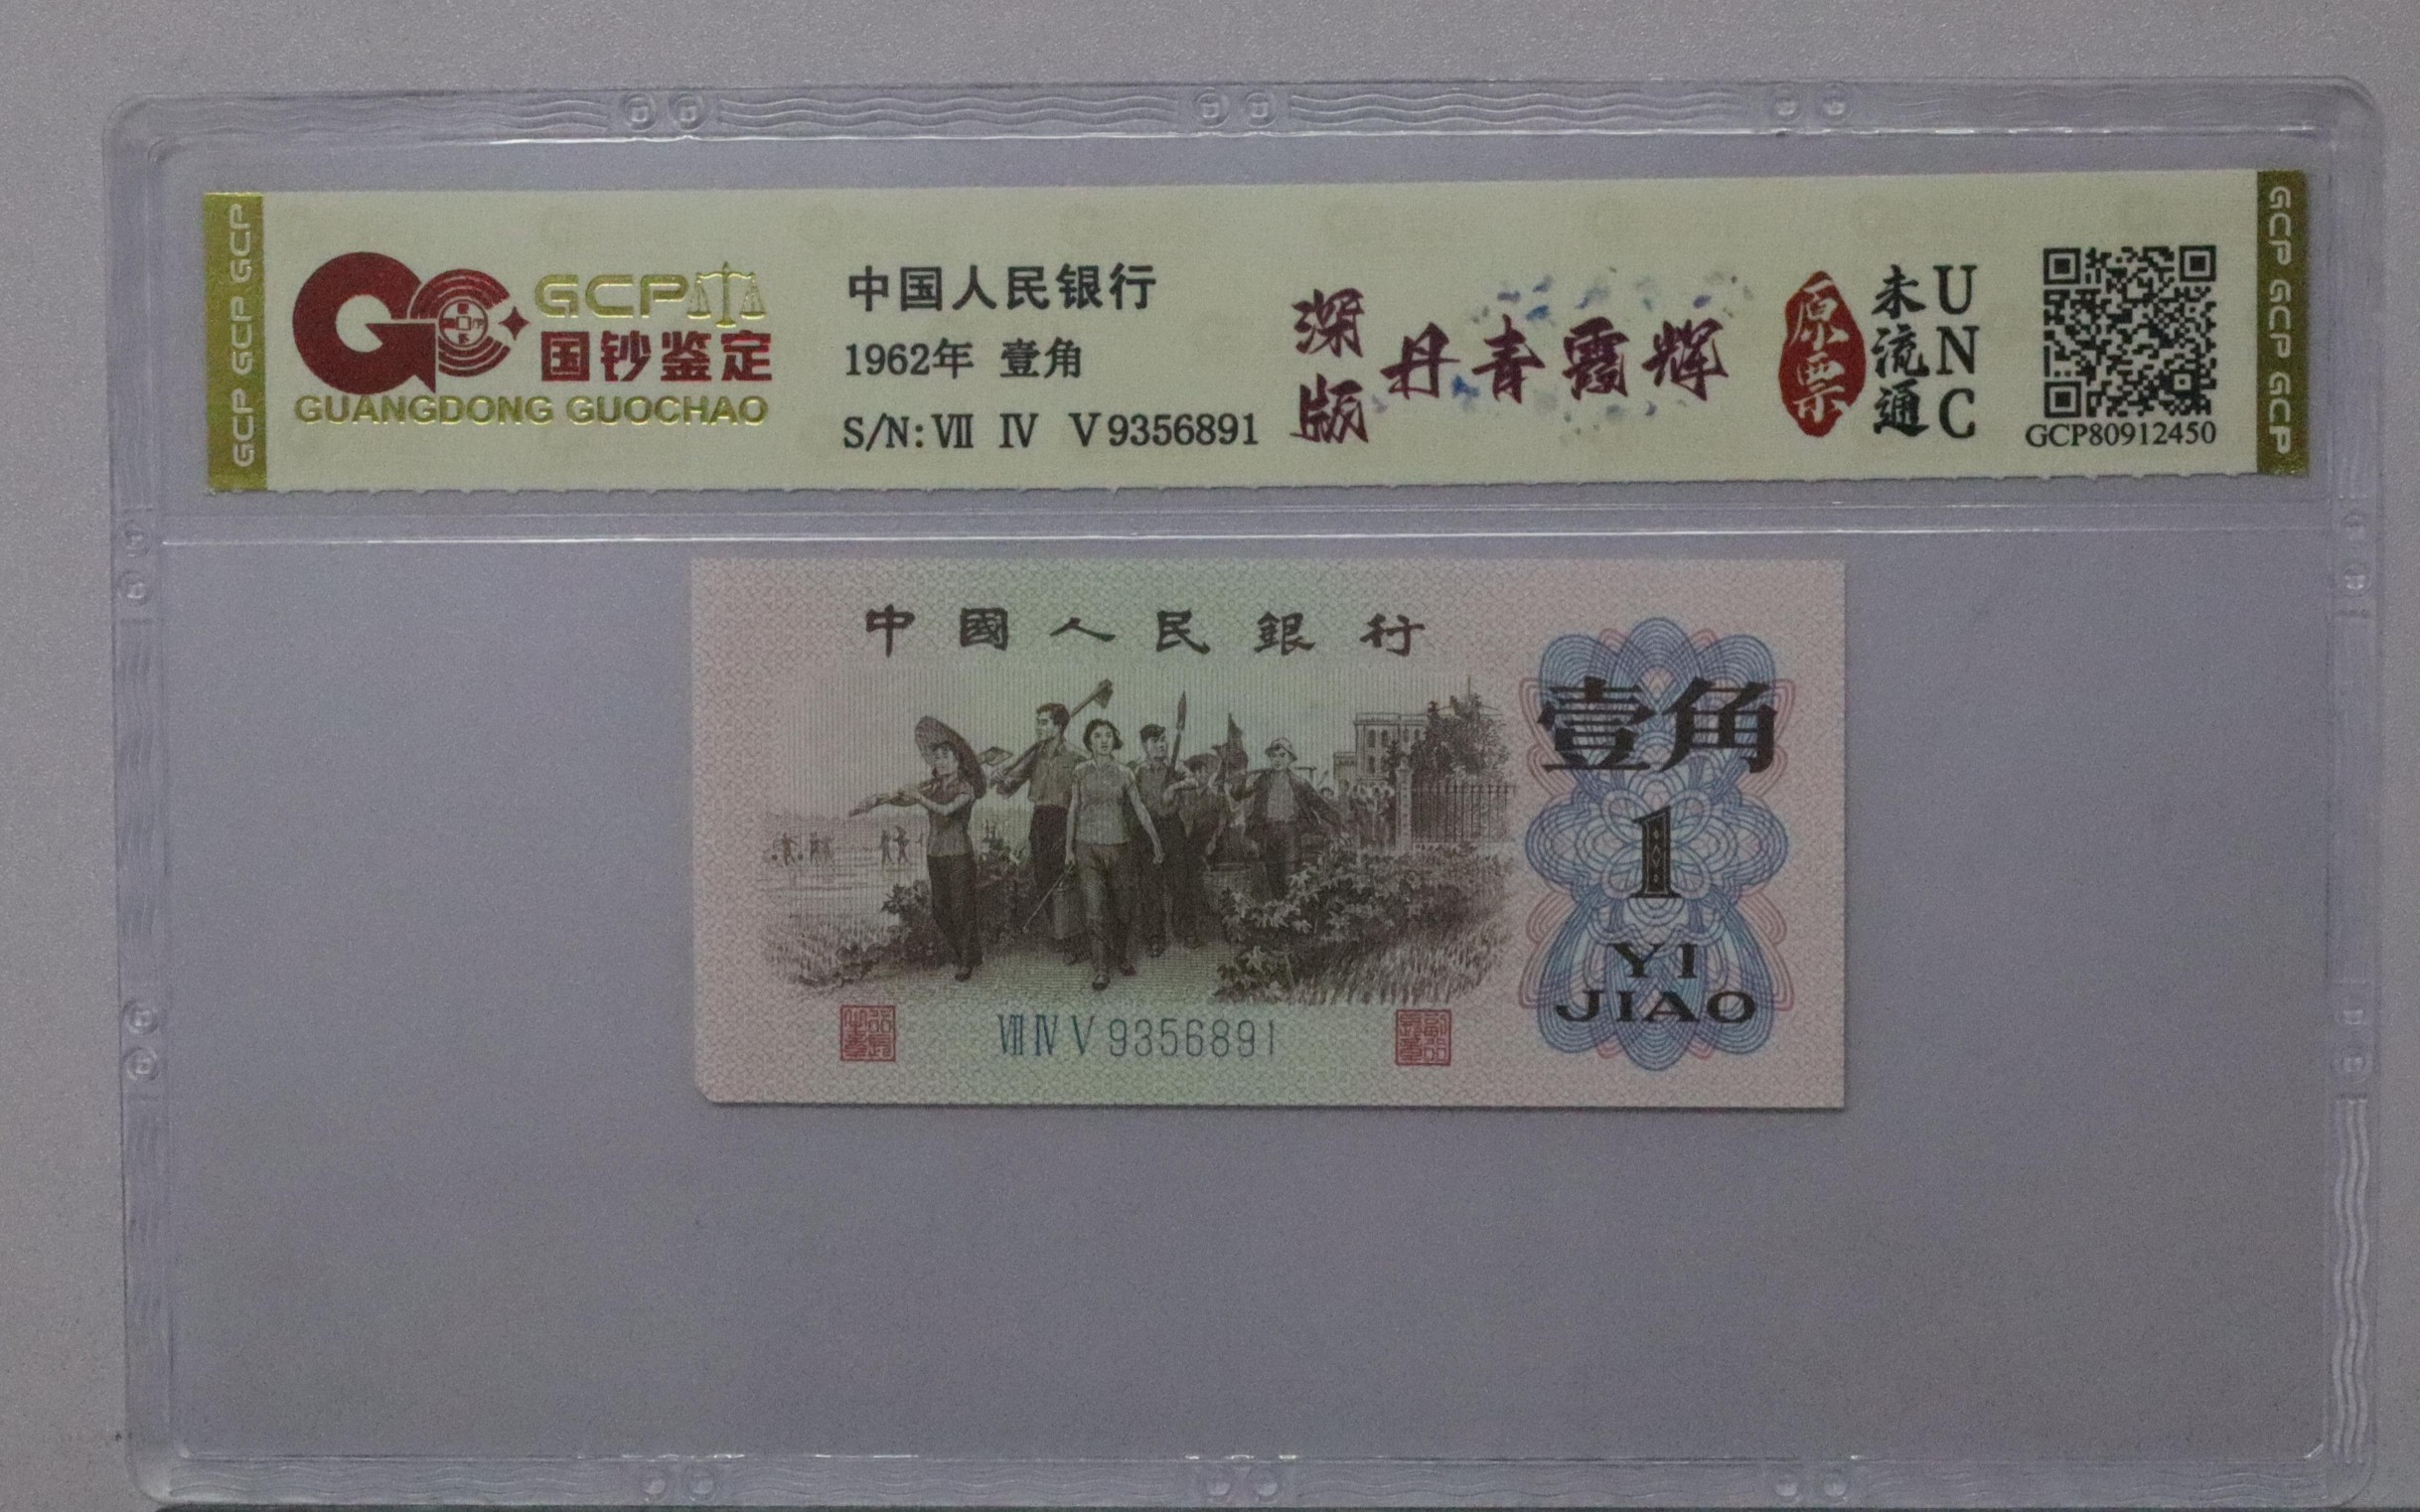 GCP GCP GCP
GCP
国钞鉴定
GUANGDONG GUOCHAO
中国人民银行
1962年 壹角
S/N: Ⅶ Ⅳ Ⅴ 9356891
深版
丹青霞辉
原票
未流通
UNC
GCP80912450
GCP GCP GCP
中國人民銀行
壹角
1
YI
JIAO
Ⅶ Ⅳ Ⅴ 9356891